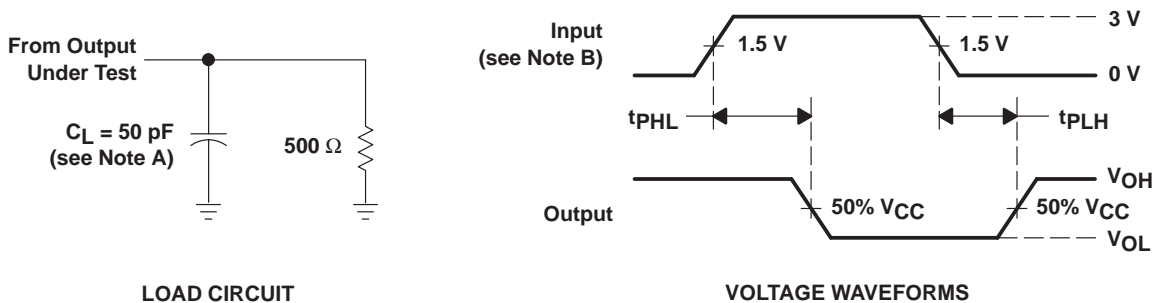 From Output
Under Test
CL = 50 pF
(see Note A)
500 Ω
LOAD CIRCUIT
Input
(see Note B)
1.5 V
1.5 V
3 V
0 V
tPHL
tPLH
Output
50% VCC
50% VCC
VOH
VOL
VOLTAGE WAVEFORMS